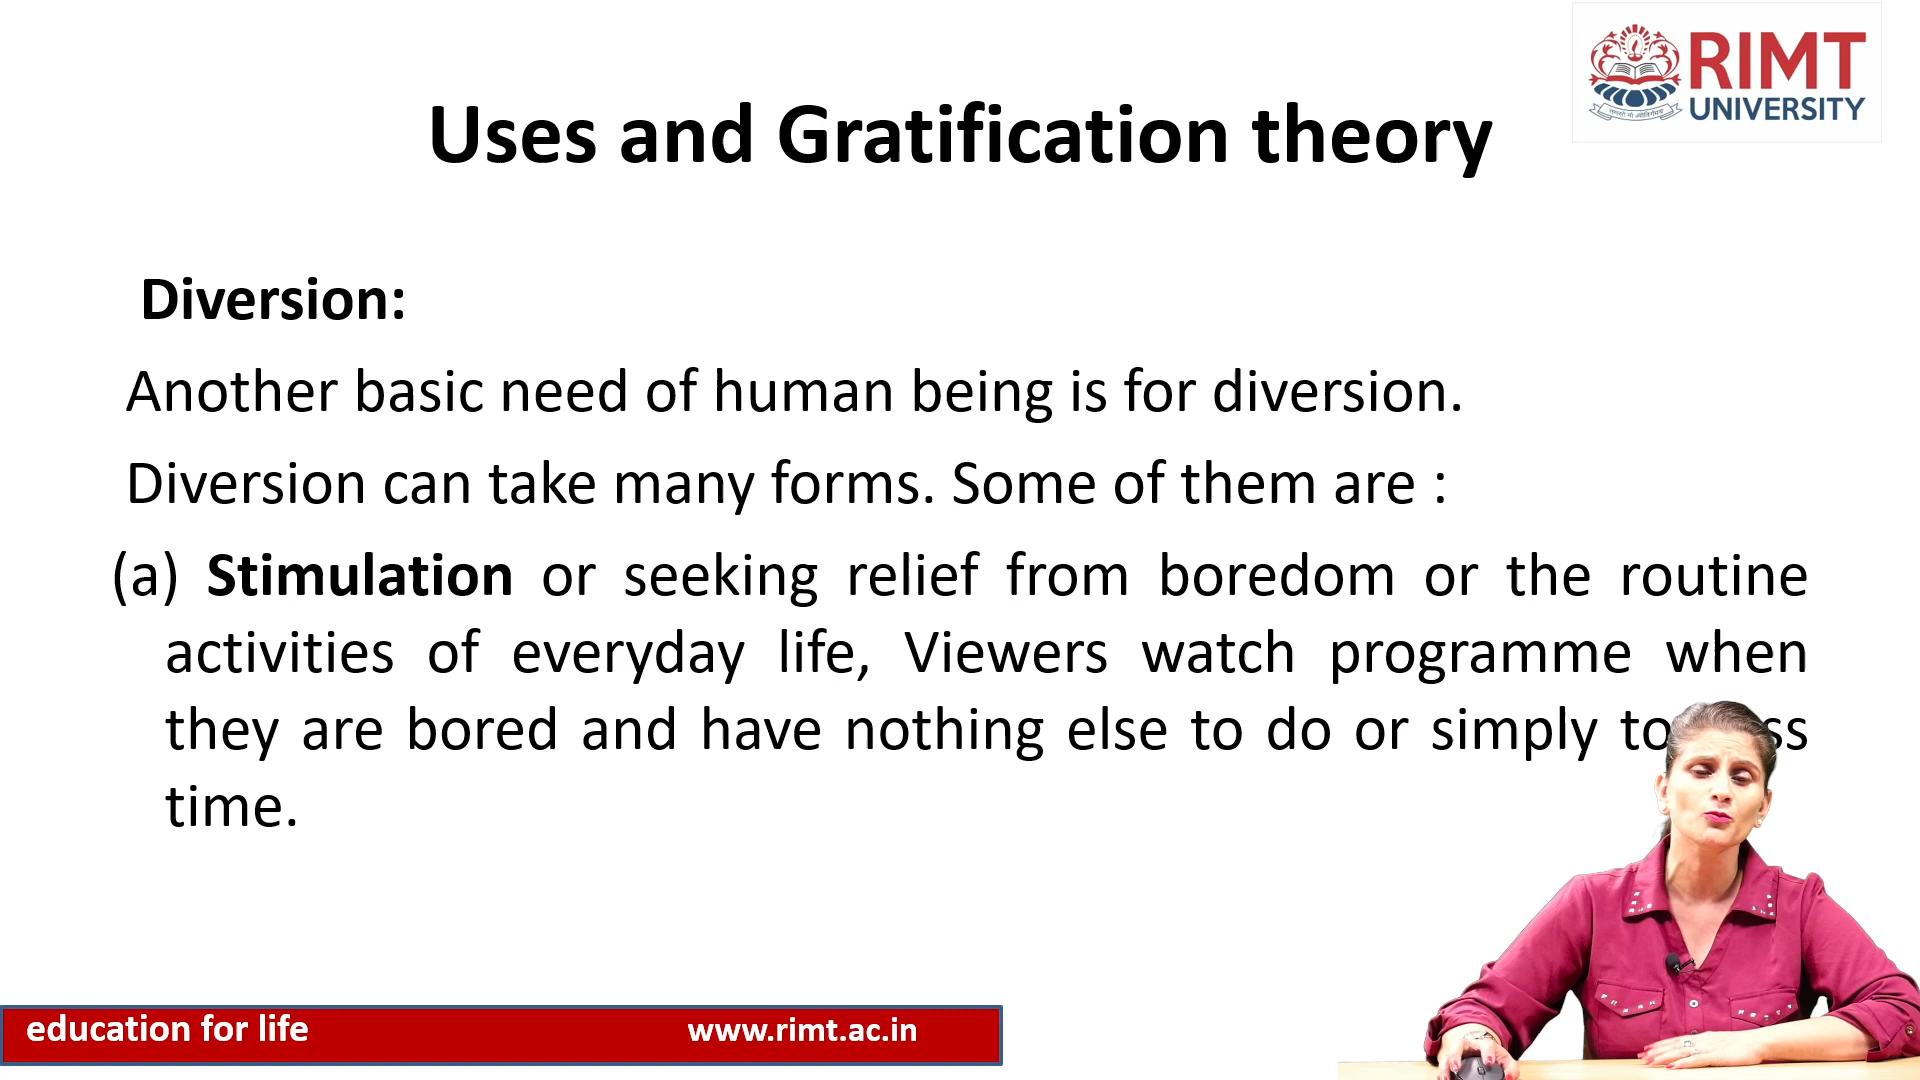 RIMT
UNIVERSITY
Uses and Gratification theory
Diversion:
Another basic need of human being is for diversion.
Diversion can take many forms. Some of them are :
(a) Stimulation or seeking relief from boredom or the routine
activities of everyday life, Viewers watch programme when
they are bored and have nothing else to do or simply to
time.
education for life
www.rimt.ac.in